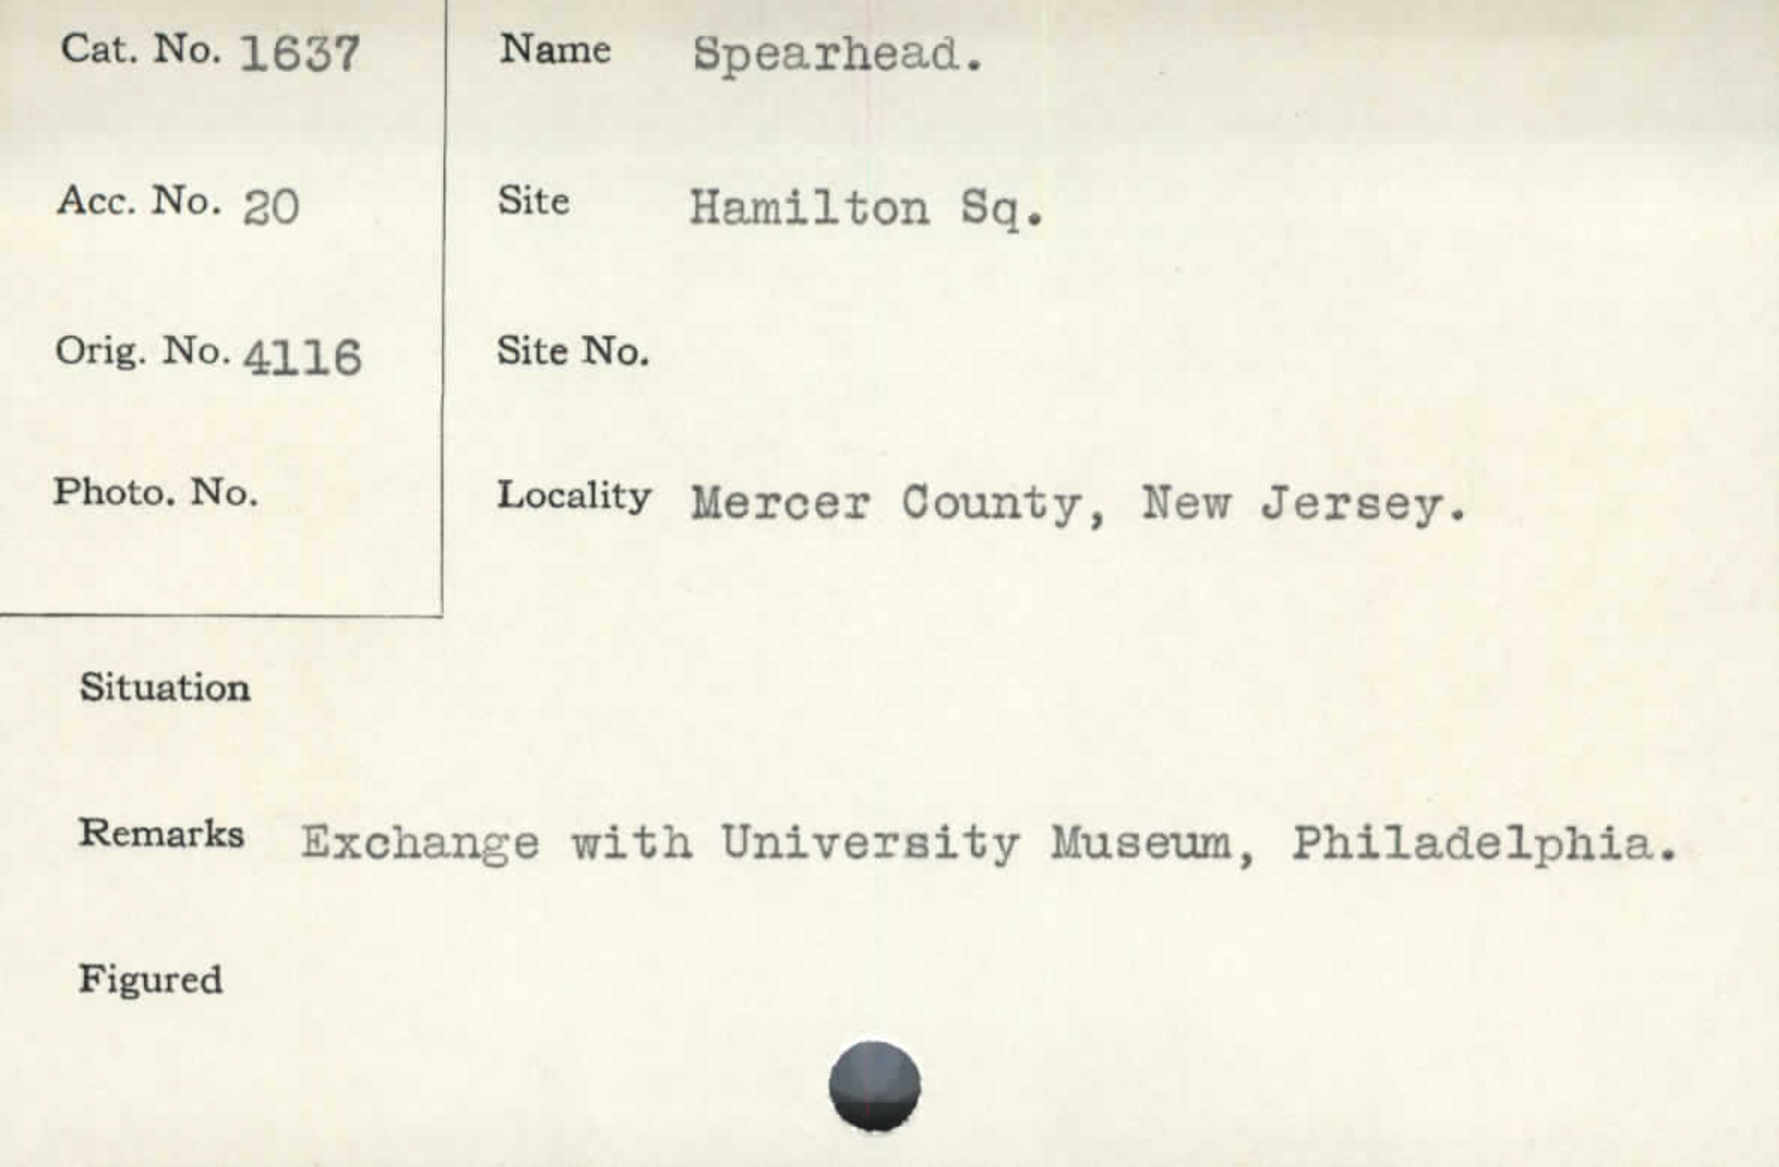 Cat. No. 1637
Name Spearhead.
Acc. No. 20
Site Hamilton Sq.
Orig. No. 4116
Site No.
Photo. No.
Locality Mercer County, New Jersey.
Situation
Remarks Exchange with University Museum, Philadelphia.
Figured